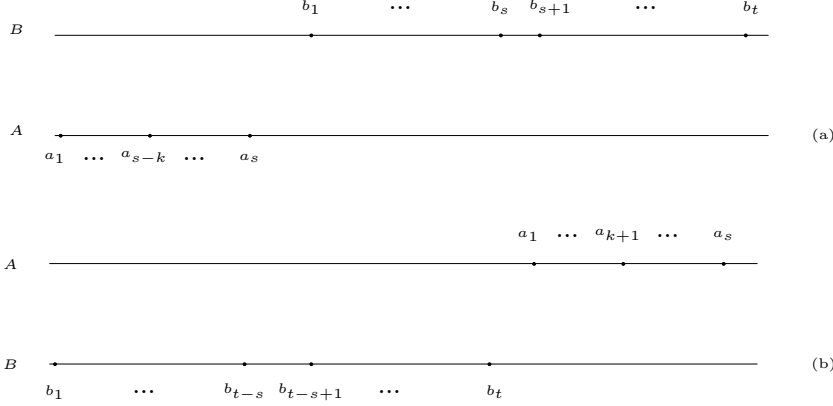 b_1 ... b_s b_{s+1} ... b_t
B
A (a)
a_1 ... a_{s-k} ... a_s
a_1 ... a_{k+1} ... a_s
A
B (b)
b_1 ... b_{t-s} b_{t-s+1} ... b_t